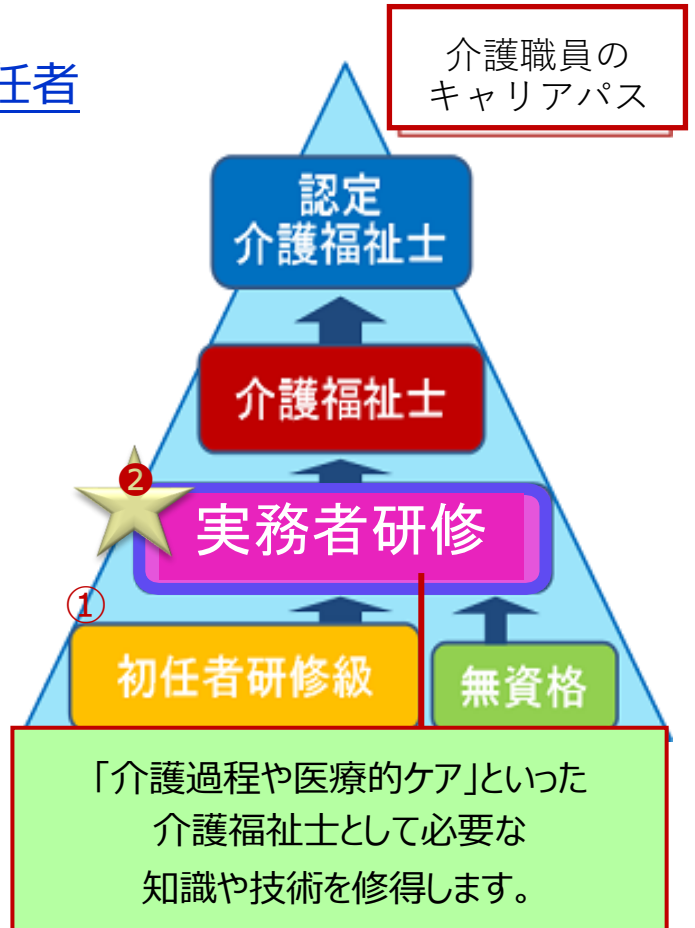 任者
介護職員の
キャリアパス
認定
介護福祉士
介護福祉士
❷
実務者研修
①
初任者研修級
無資格
「介護過程や医療的ケア」といった
介護福祉士として必要な
知識や技術を修得します。